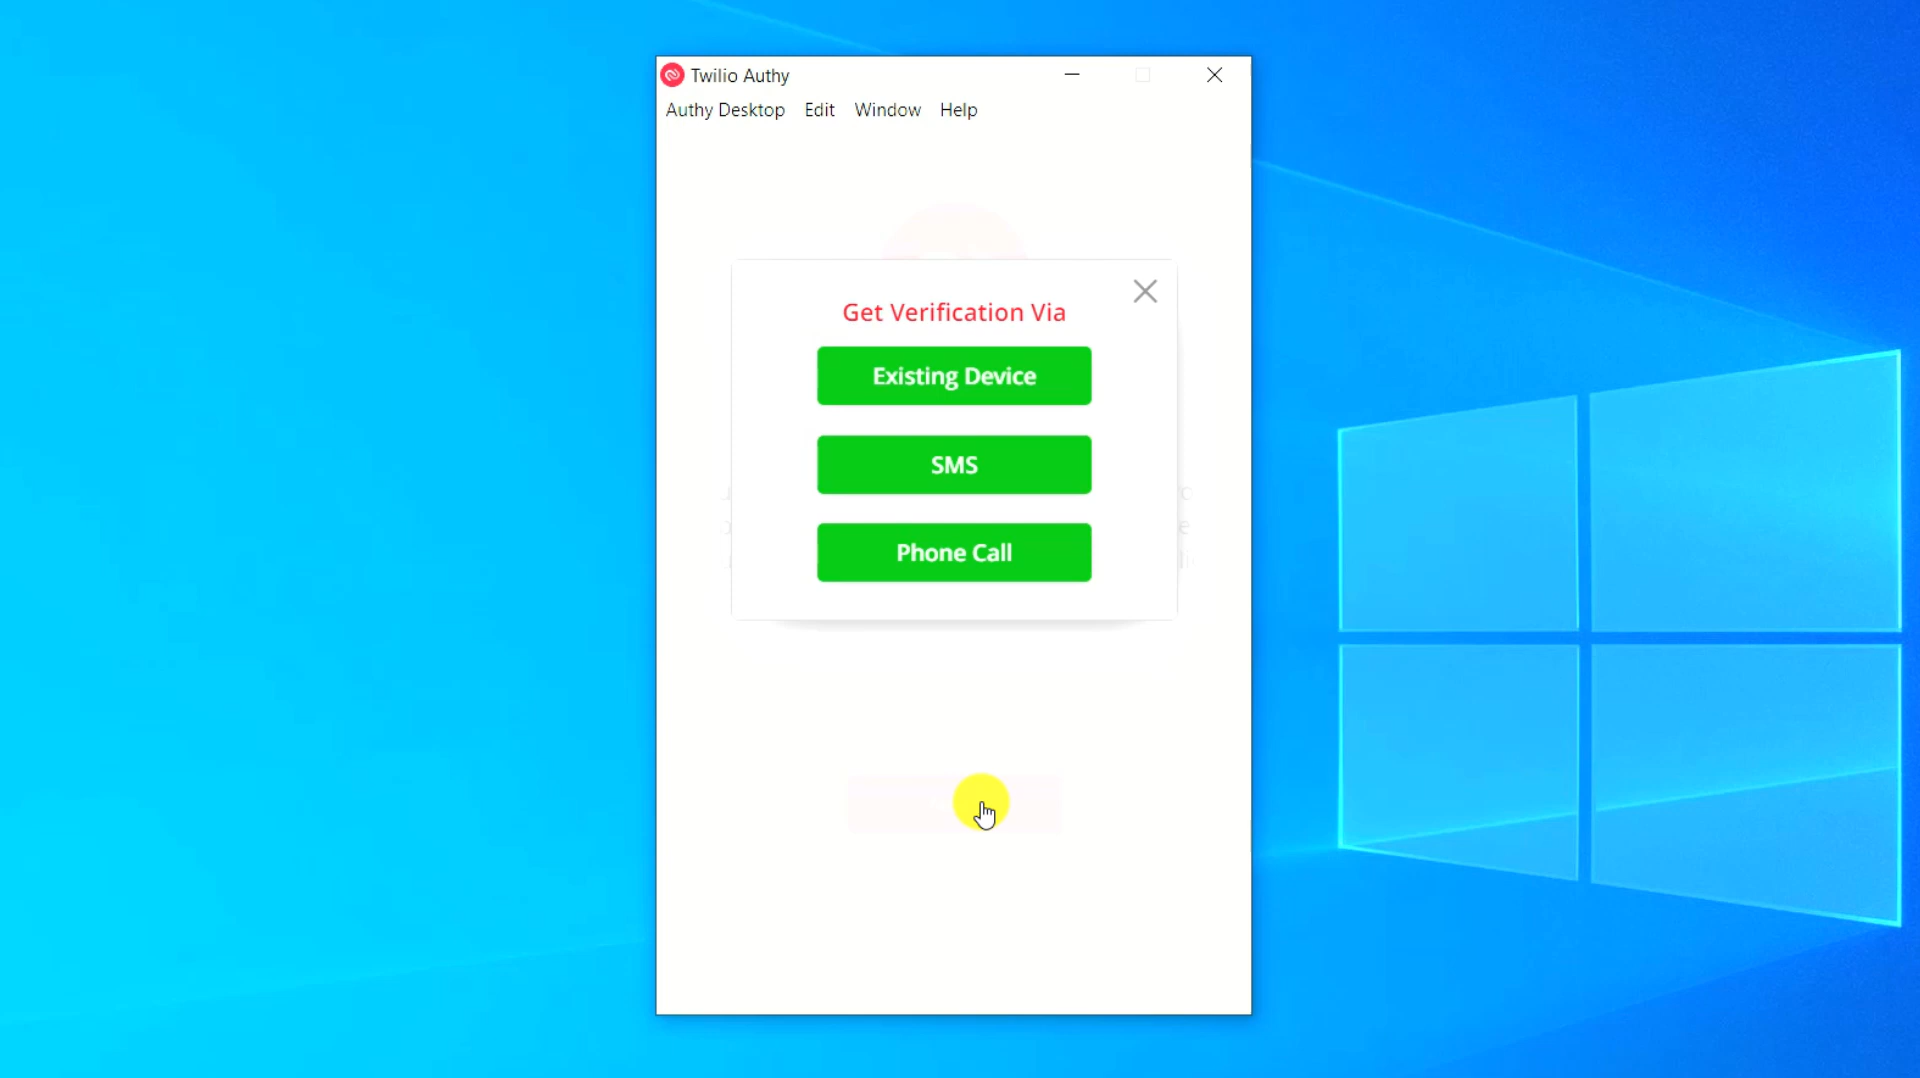 Twilio Authy
Authy Desktop Edit Window Help
Get Verification Via
Existing Device
SMS
Phone Call